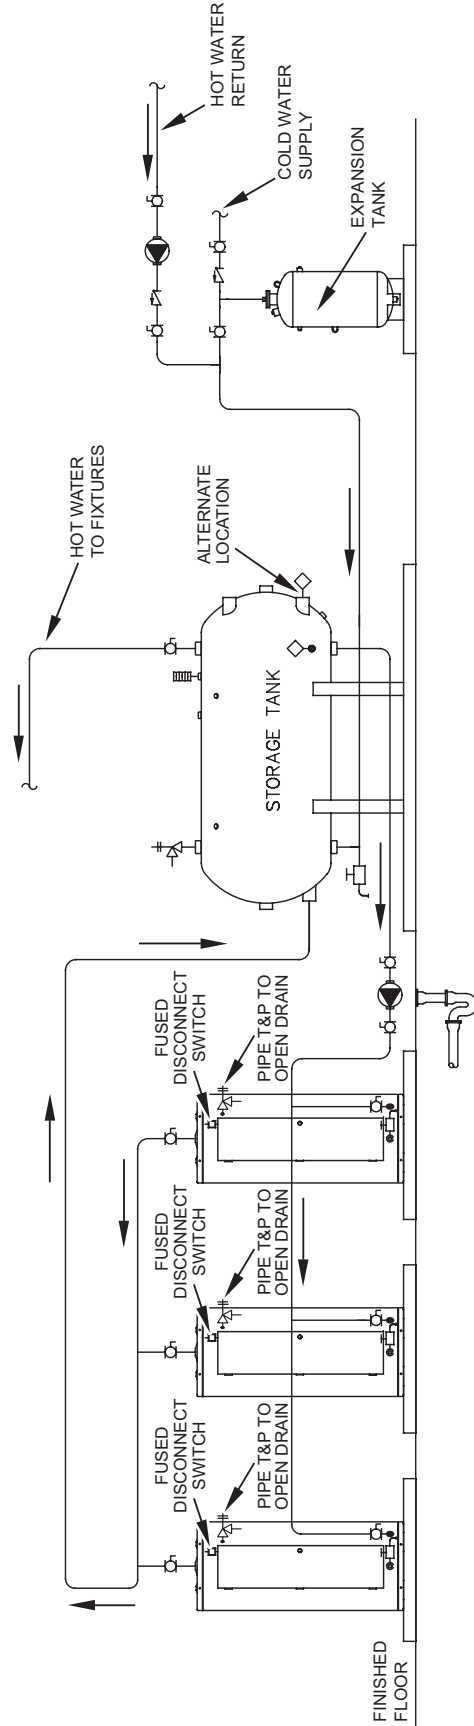 FINISHED
FLOOR
FUSED
DISCONNECT
SWITCH
PIPE T&P TO
OPEN DRAIN
FUSED
DISCONNECT
SWITCH
PIPE T&P TO
OPEN DRAIN
FUSED
DISCONNECT
SWITCH
PIPE T&P TO
OPEN DRAIN
STORAGE TANK
HOT WATER
TO FIXTURES
ALTERNATE
LOCATION
HOT WATER
RETURN
COLD WATER
SUPPLY
EXPANSION
TANK